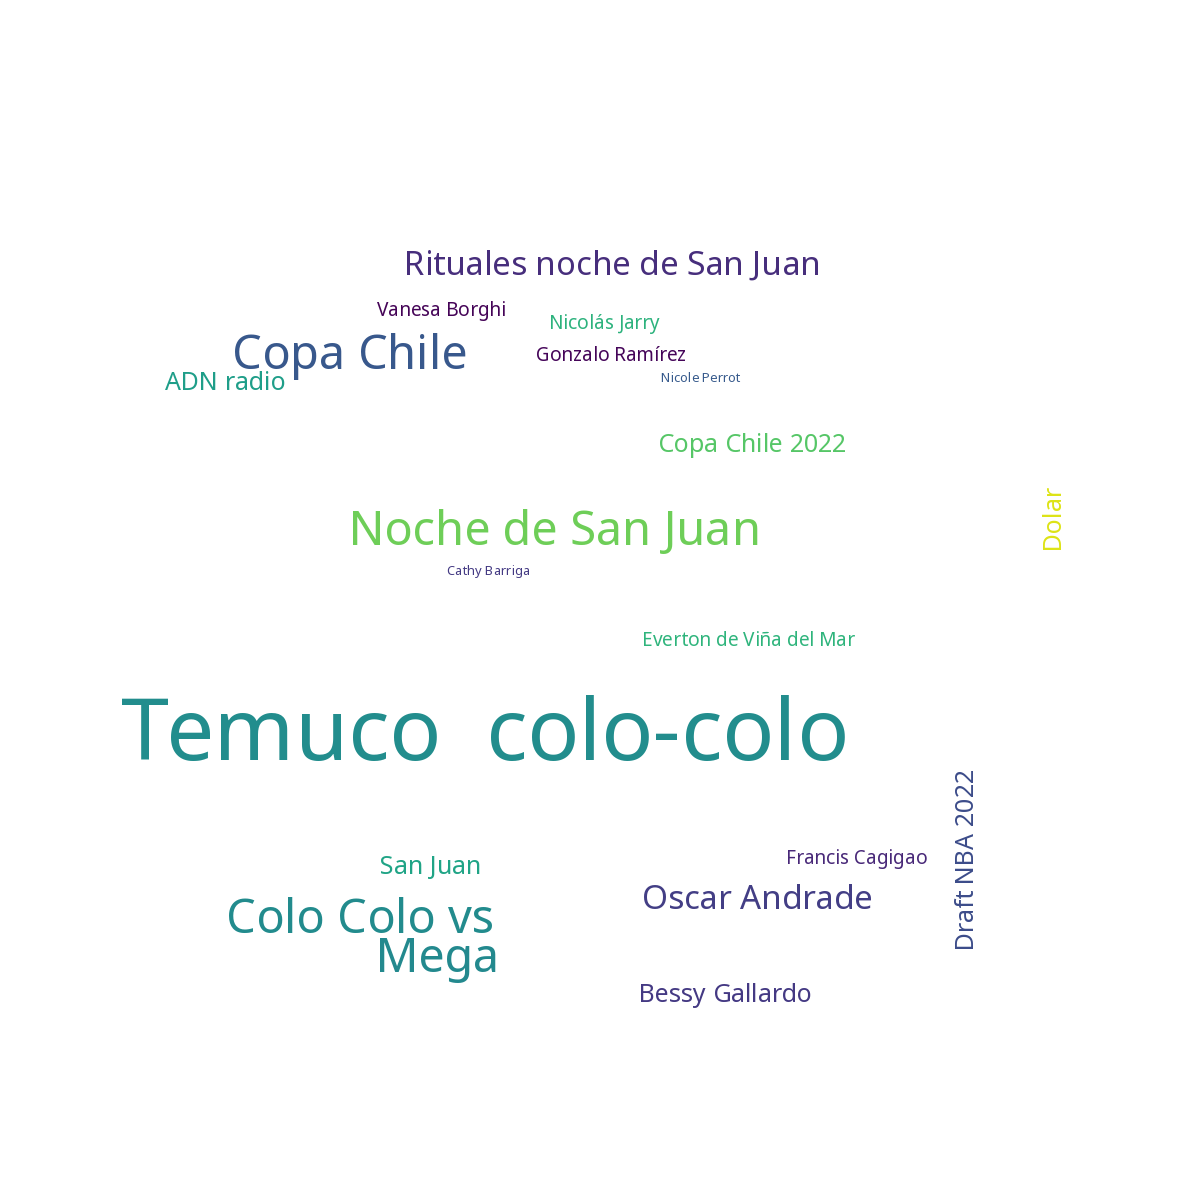 Rituales noche de San Juan
Vanesa Borghi
Nicolás Jarry
Copa Chile
Gonzalo Ramírez
ADN radio
Nicole Perrot
Copa Chile 2022
Dolar
Noche de San Juan
Cathy Barriga
Everton de Viña del Mar
Temuco colo-colo
Draft NBA 2022
Francis Cagigao
San Juan
Oscar Andrade
Colo Colo vs
Mega
Bessy Gallardo